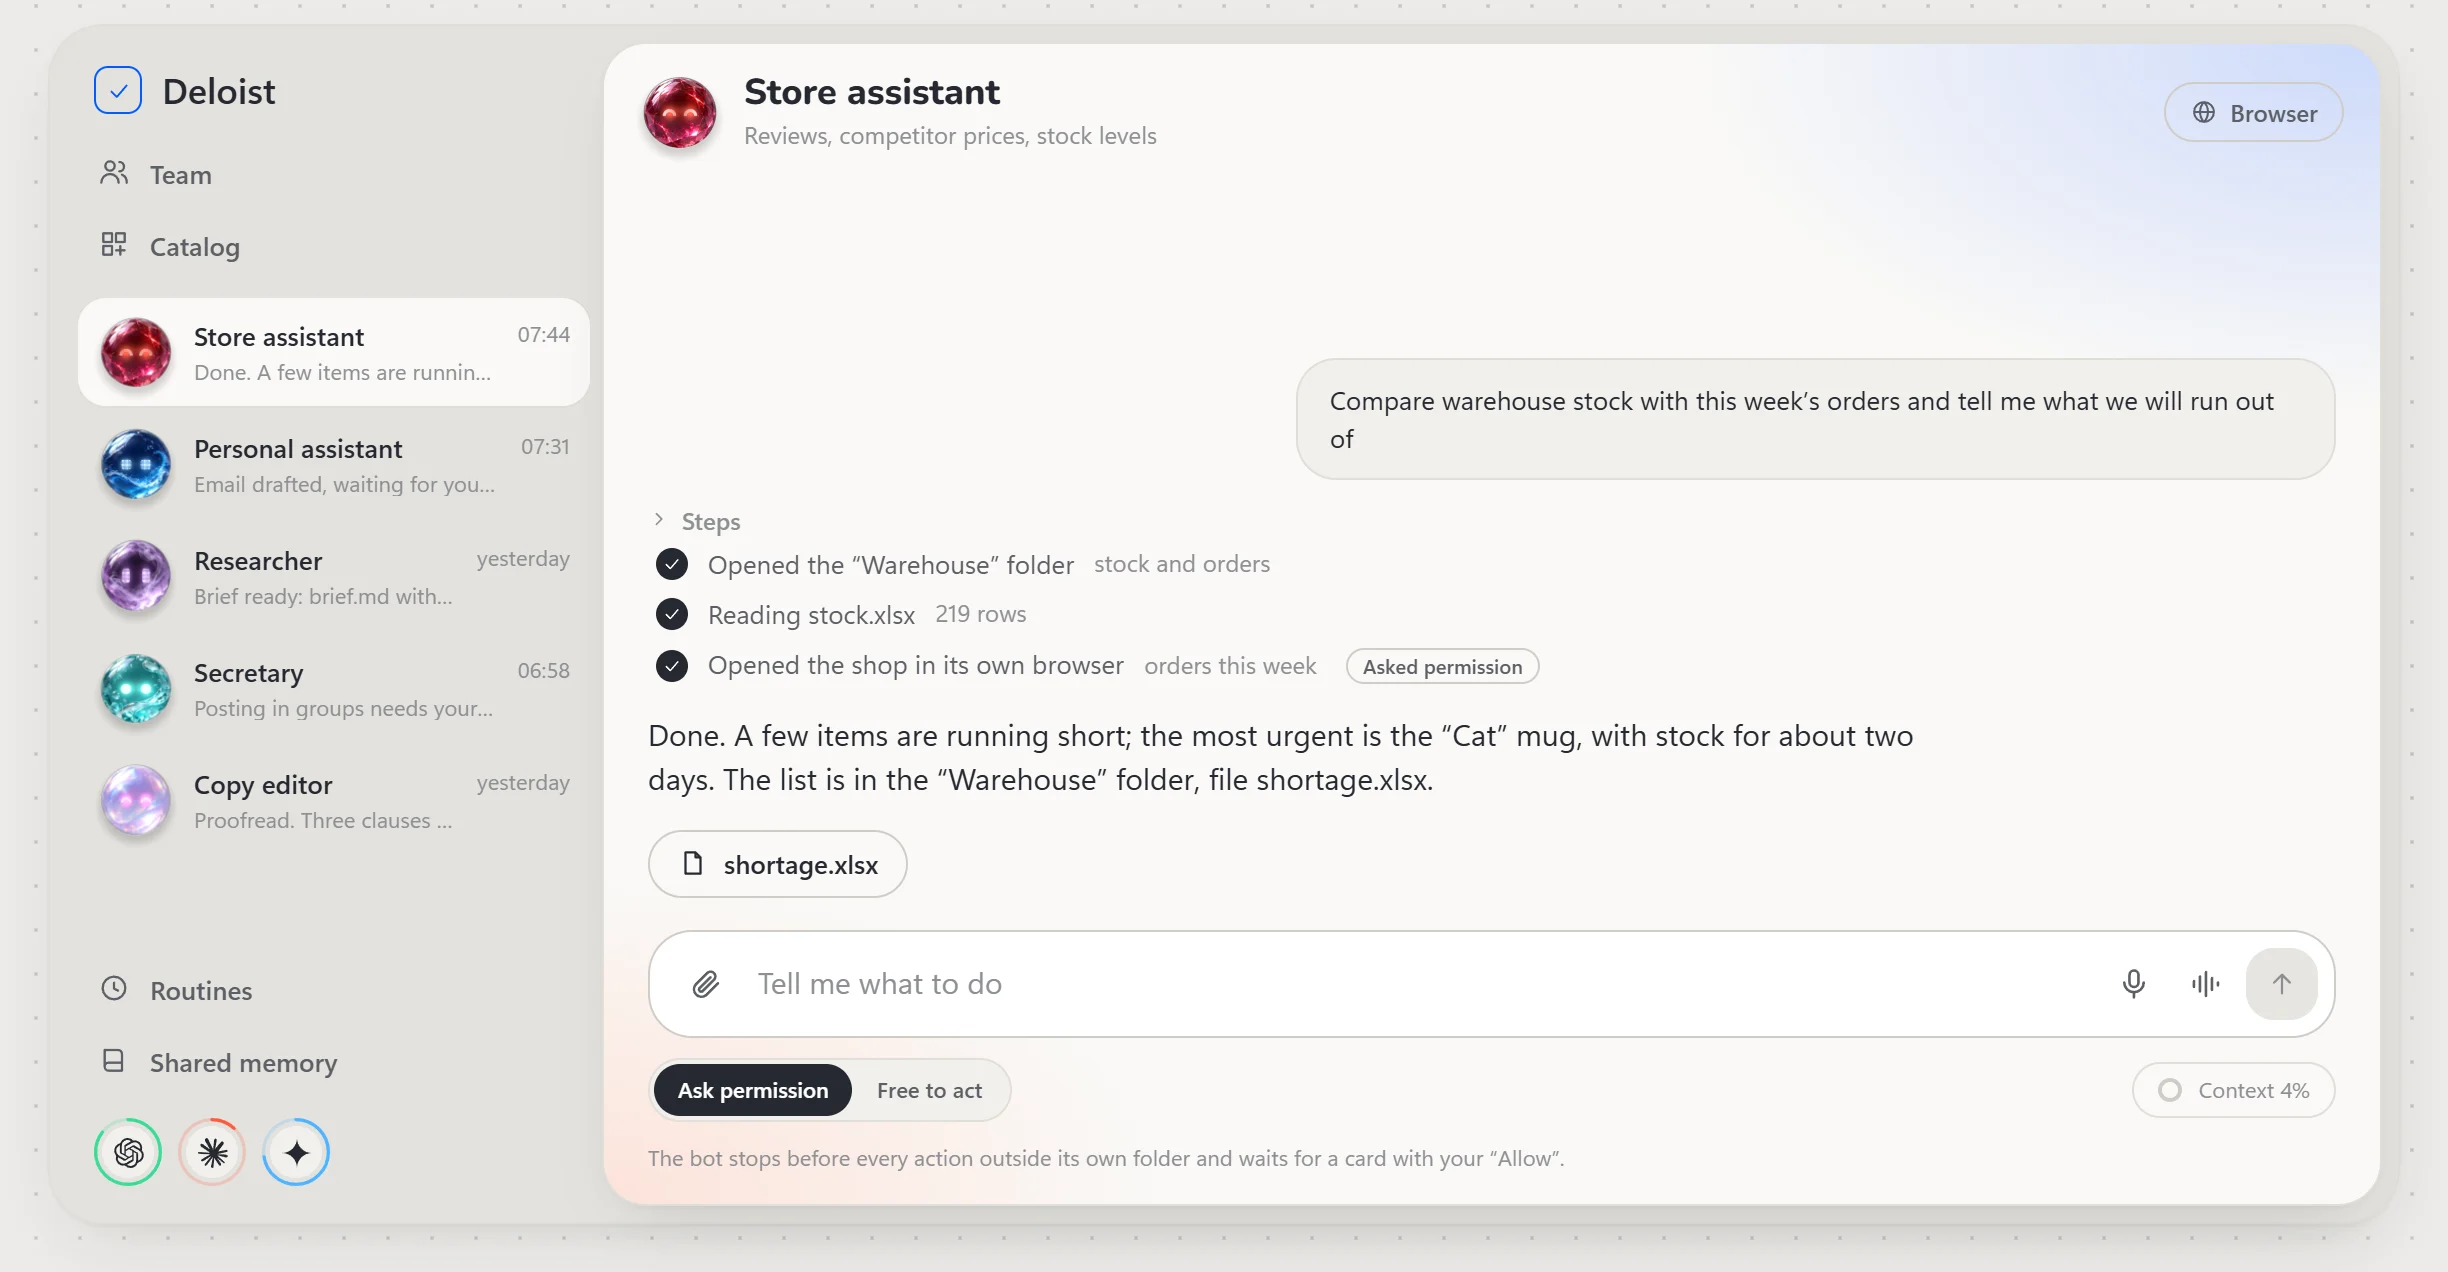 Deloist
Team
Catalog
Store assistant 07:44
Done. A few items are runnin...
Personal assistant 07:31
Email drafted, waiting for you...
Researcher yesterday
Brief ready: brief.md with...
Secretary 06:58
Posting in groups needs your...
Copy editor yesterday
Proofread. Three clauses ...
Routines
Shared memory
Store assistant
Reviews, competitor prices, stock levels
Browser
Compare warehouse stock with this week’s orders and tell me what we will run out
of
Steps
Opened the “Warehouse” folder stock and orders
Reading stock.xlsx 219 rows
Opened the shop in its own browser orders this week Asked permission
Done. A few items are running short; the most urgent is the “Cat” mug, with stock for about two
days. The list is in the “Warehouse” folder, file shortage.xlsx.
shortage.xlsx
Tell me what to do
Ask permission Free to act
Context 4%
The bot stops before every action outside its own folder and waits for a card with your “Allow”.